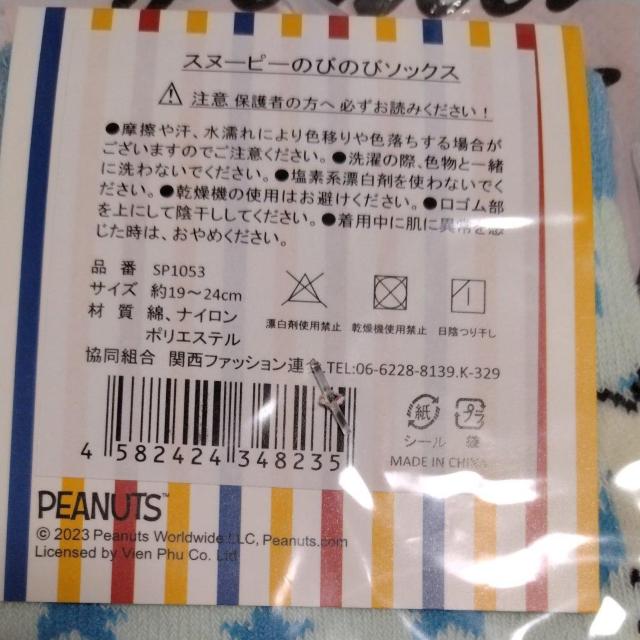 スヌーピーのびのびソックス
注意 保護者の方へ 必ずお読みください!
●摩擦や汗、水濡れにより色移りや色落ちする場合が
ございますのでご注意ください。●洗濯の際、色物と一緒
に洗わないでください。●塩素系漂白剤を使わないでく
ださい。●乾燥機の使用はお避けください。●口ゴム部
を上にして陰干ししてください。●着用中に肌に異常を感
じた時は、おやめください。
品 番 SP1053
サイズ 約19〜24cm
材 質 綿、ナイロン
ポリエステル
漂白剤使用禁止 乾燥機使用禁止 日陰つり干し
協同組合 関西ファッション連合 TEL:06-6228-8139.K-329
4 582424 348235
紙 プラ
シール 袋
MADE IN CHINA
PEANUTS™
© 2023 Peanuts Worldwide LLC, Peanuts.com
Licensed by Vien Phu Co. Ltd